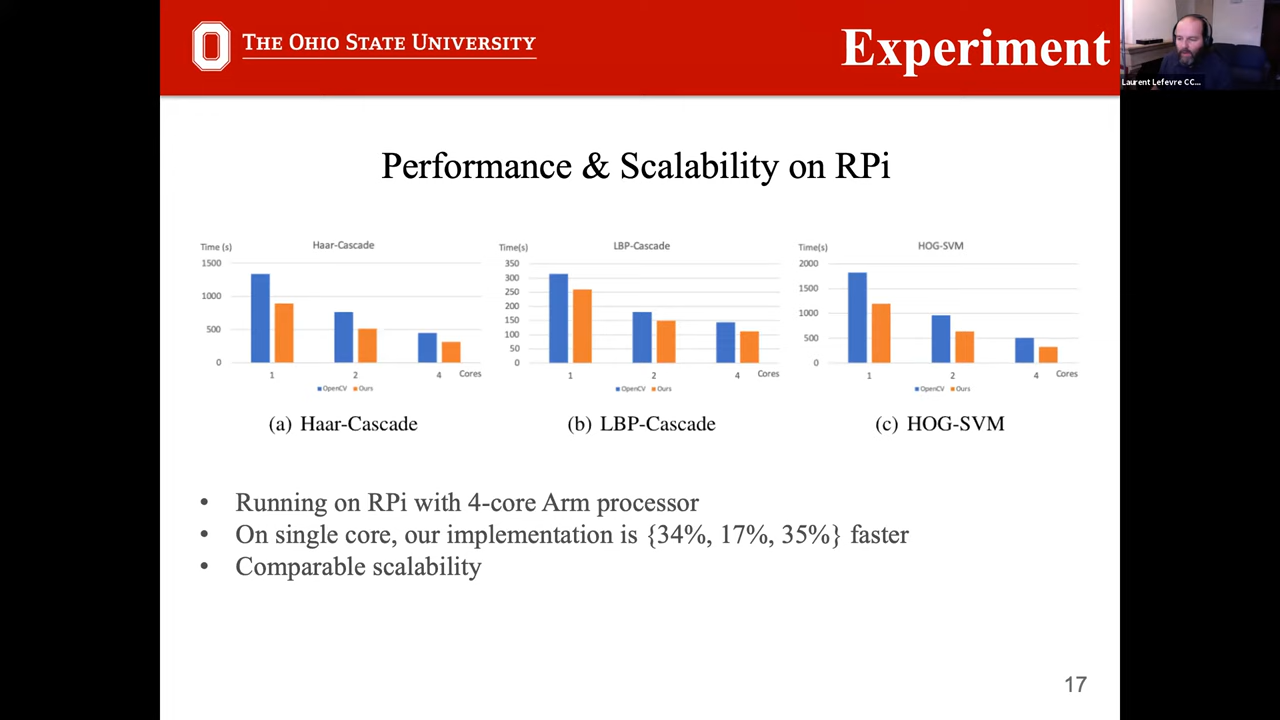 THE OHIO STATE UNIVERSITY
Experiment
Laurent Lefevre CC...
Performance & Scalability on RPi
Time (s)
Haar-Cascade
1500
1000
500
0
1
2
4
Cores
OpenCV
Ours
(a) Haar-Cascade
Time(s)
LBP-Cascade
350
300
250
200
150
100
50
0
1
2
4
Cores
OpenCV
Ours
(b) LBP-Cascade
Time(s)
HOG-SVM
2000
1500
1000
500
0
1
2
4
Cores
OpenCV
Ours
(c) HOG-SVM
• Running on RPi with 4-core Arm processor
• On single core, our implementation is {34%, 17%, 35%} faster
• Comparable scalability
17